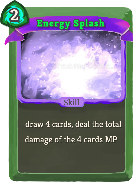 2
Energy Splash
Skill
draw 4 cards, deal the total
damage of the 4 cards MP